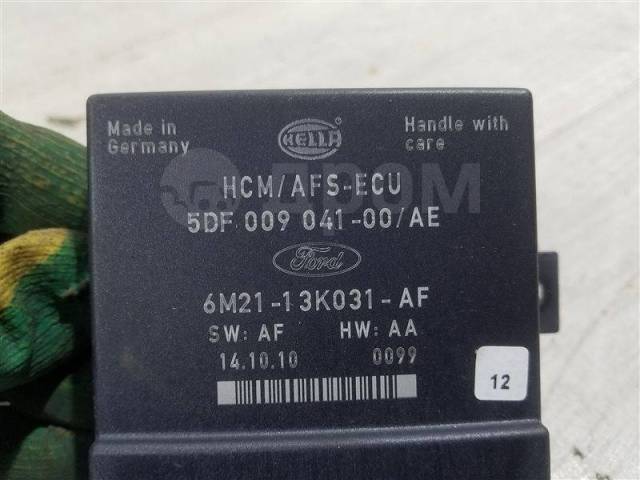 Made in
Germany
HELLA
®
Handle with
care
HCM/AFS-ECU
5DF 009 041-00/AE
Ford
6M21-13K031-AF
SW: AF HW: AA
14.10.10 0099
12
ДРОМ